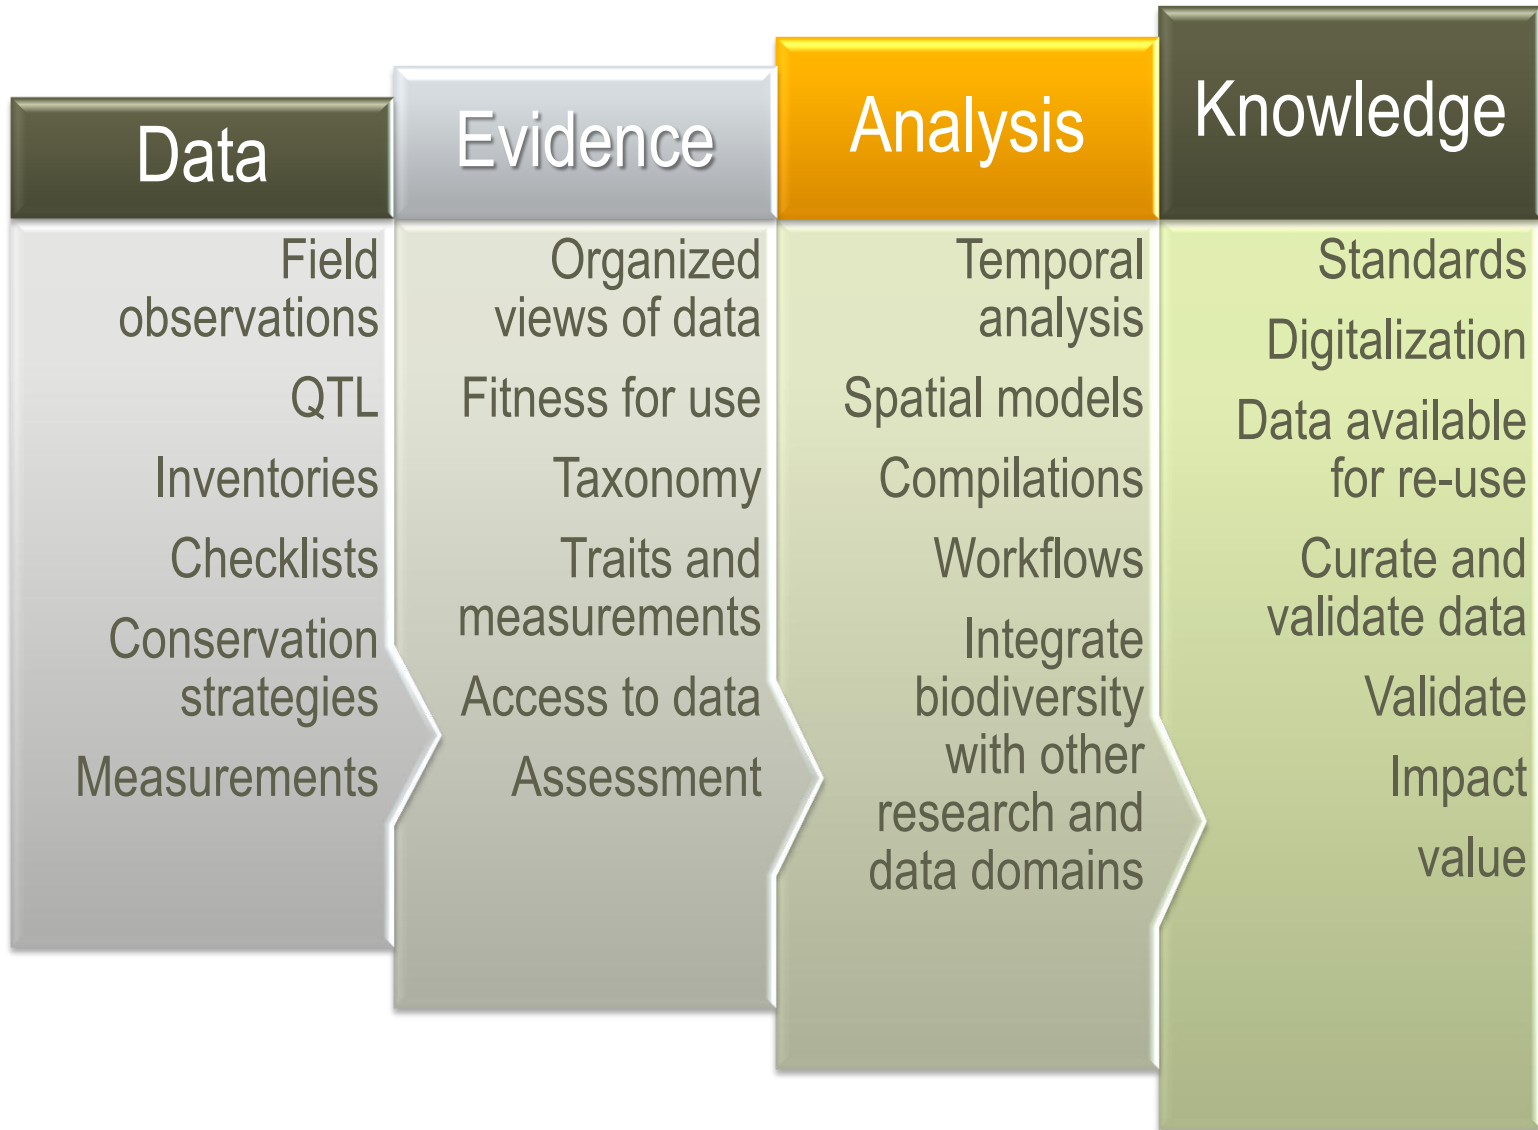 Data
Field
observations
QTL
Inventories
Checklists
Conservation
strategies
Measurements
Evidence
Organized
views of data
Fitness for use
Taxonomy
Traits and
measurements
Access to data
Assessment
Analysis
Temporal
analysis
Spatial models
Compilations
Workflows
Integrate
biodiversity
with other
research and
data domains
Knowledge
Standards
Digitalization
Data available
for re-use
Curate and
validate data
Validate
Impact
value